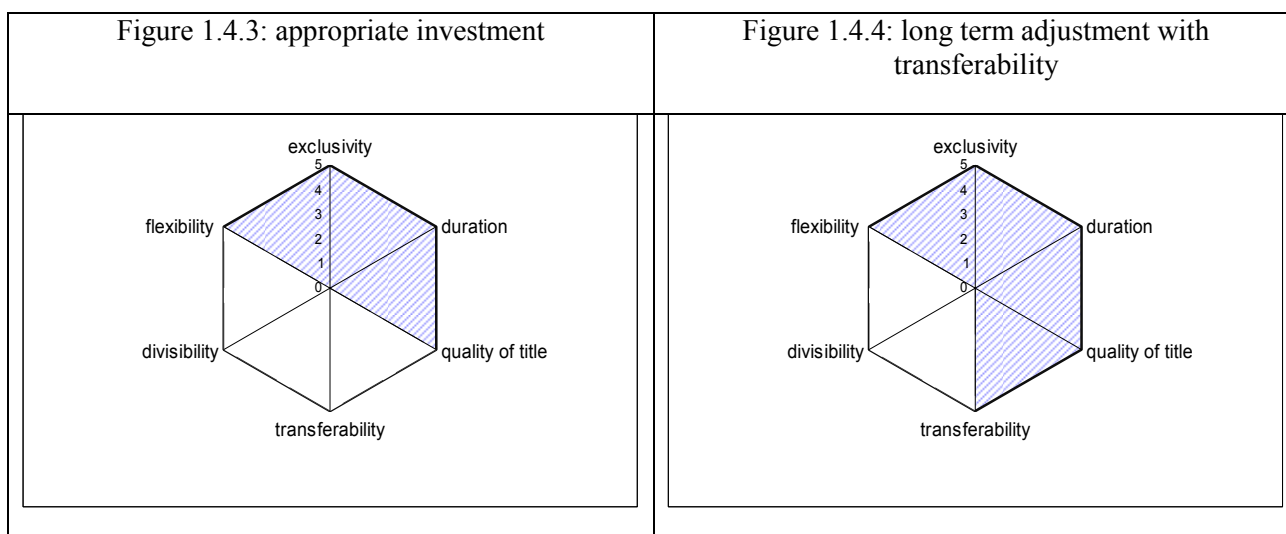 Figure 1.4.3: appropriate investment
Figure 1.4.4: long term adjustment with
transferability
exclusivity
5
4
3
2
1
0
flexibility
duration
divisibility
quality of title
transferability
exclusivity
5
4
3
2
1
0
flexibility
duration
divisibility
quality of title
transferability